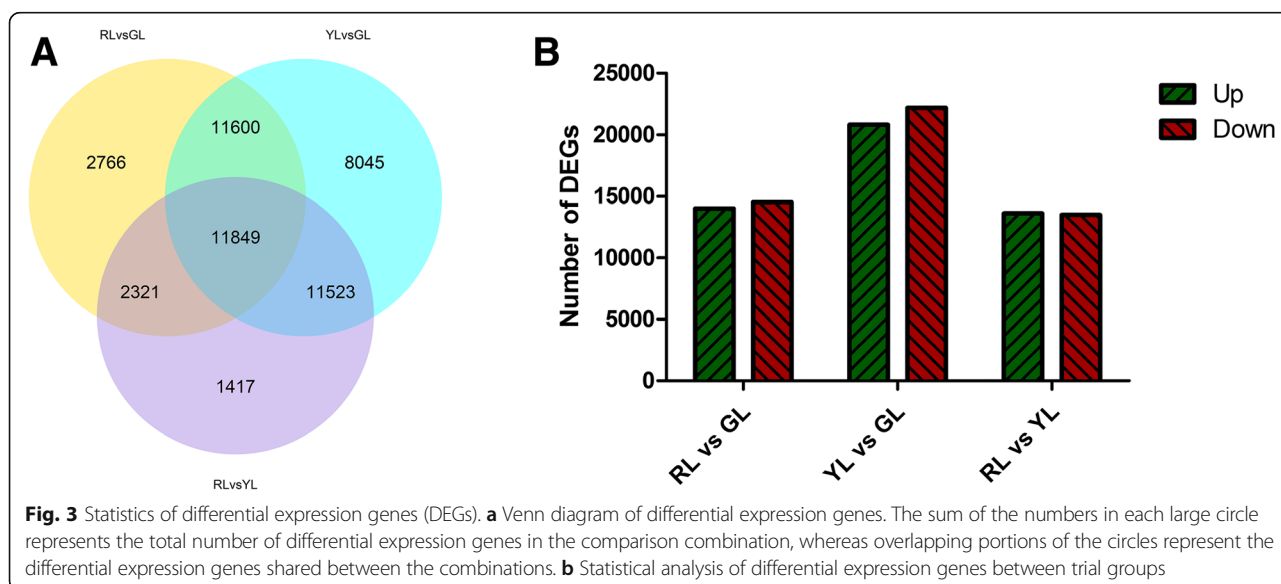 A
RLvsGL
YLvsGL
11600
2766
8045
11849
2321
11523
1417
RLvsYL
B
Number of DEGs
25000
20000
15000
10000
5000
0
RL vs GL
YL vs GL
RL vs YL
Up
Down
Fig. 3 Statistics of differential expression genes (DEGs). a Venn diagram of differential expression genes. The sum of the numbers in each large circle
represents the total number of differential expression genes in the comparison combination, whereas overlapping portions of the circles represent the
differential expression genes shared between the combinations. b Statistical analysis of differential expression genes between trial groups